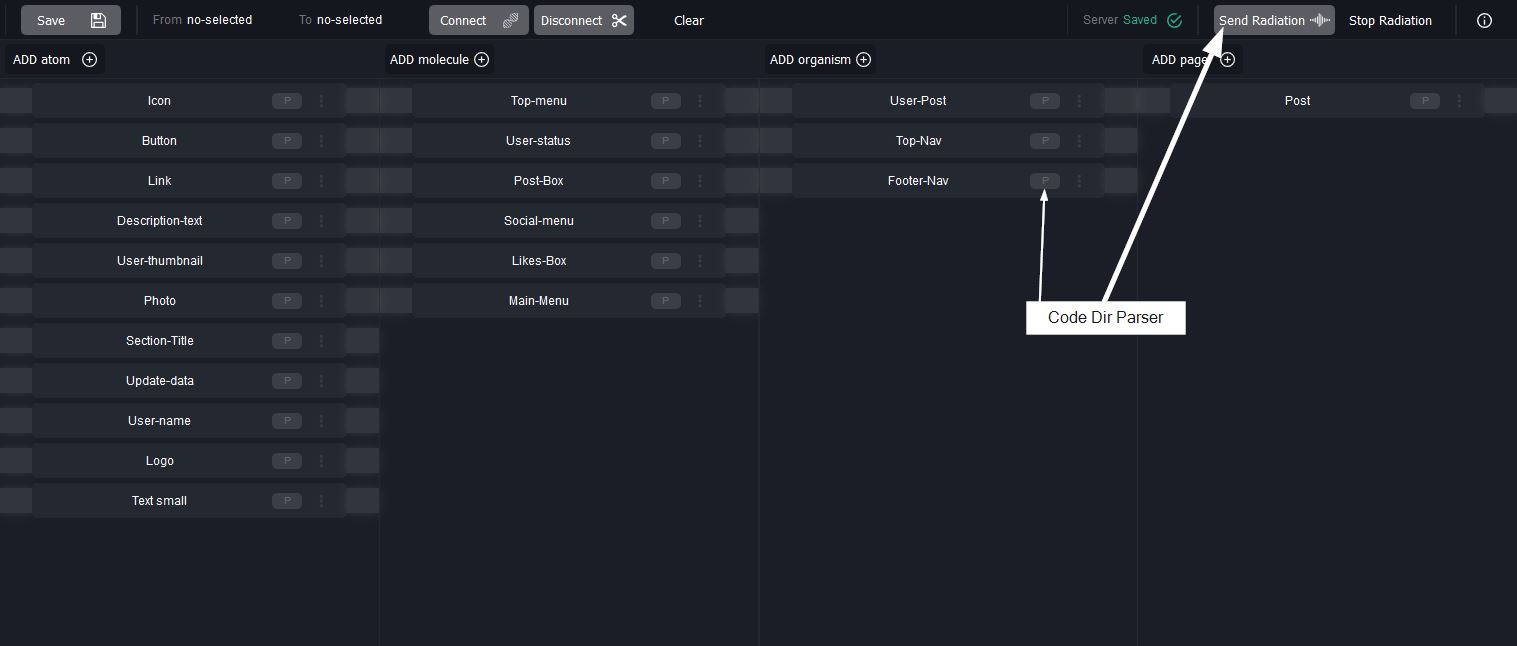 Save From no-selected To no-selected Connect Disconnect Clear Server Saved Send Radiation Stop Radiation
ADD atom ADD molecule ADD organism ADD page
Icon P Top-menu P User-Post P Post P
Button P User-status P Top-Nav P
Link P Post-Box P Footer-Nav P
Description-text P Social-menu P
User-thumbnail P Likes-Box P
Photo P Main-Menu P
Code Dir Parser
Section-Title P
Update-data P
User-name P
Logo P
Text small P